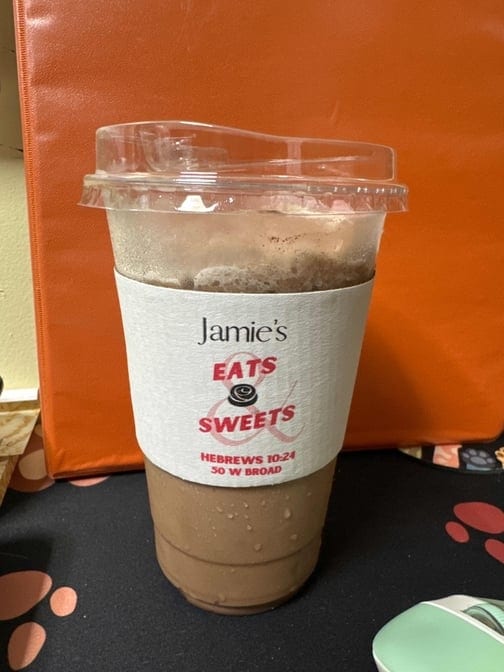 Jamie's
EATS
&
SWEETS
HEBREWS 10:24
50 W BROAD